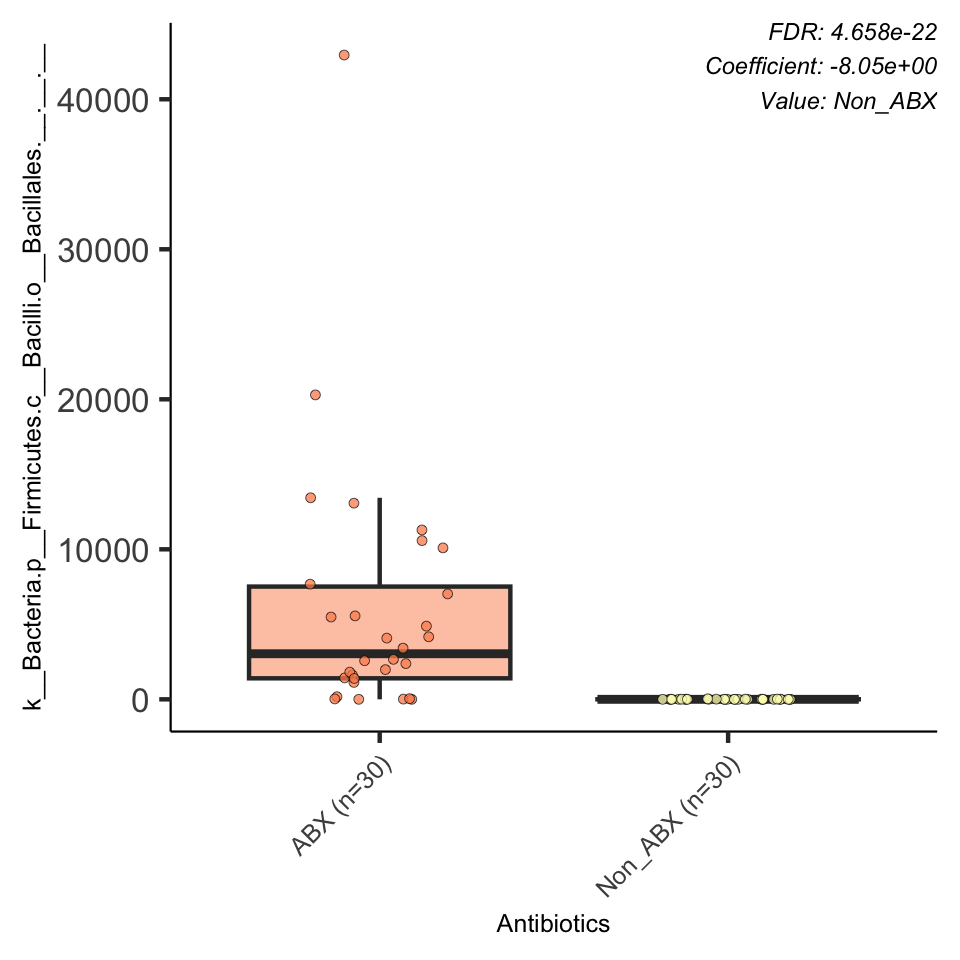 FDR: 4.658e-22
Coefficient: -8.05e+00
Value: Non_ABX
k__Bacteria.p__Firmicutes.c__Bacilli.o__Bacillales.__.__.__
40000
30000
20000
10000
0
ABX (n=30)
Non_ABX (n=30)
Antibiotics